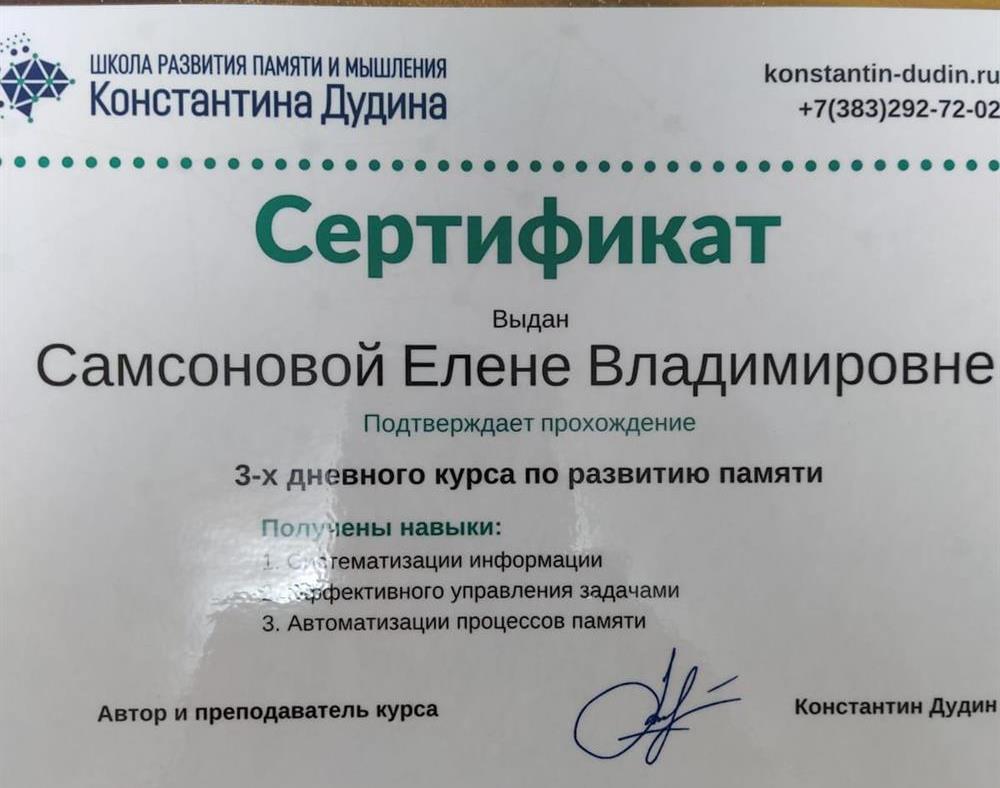 ШКОЛА РАЗВИТИЯ ПАМЯТИ И МЫШЛЕНИЯ
Константина Дудина
konstantin-dudin.ru
+7(383)292-72-02
Сертификат
Выдан
Самсоновой Елене Владимировне
Подтверждает прохождение
3-х дневного курса по развитию памяти
Получены навыки:
1. Систематизации информации
2. Эффективного управления задачами
3. Автоматизации процессов памяти
Автор и преподаватель курса
Константин Дудин